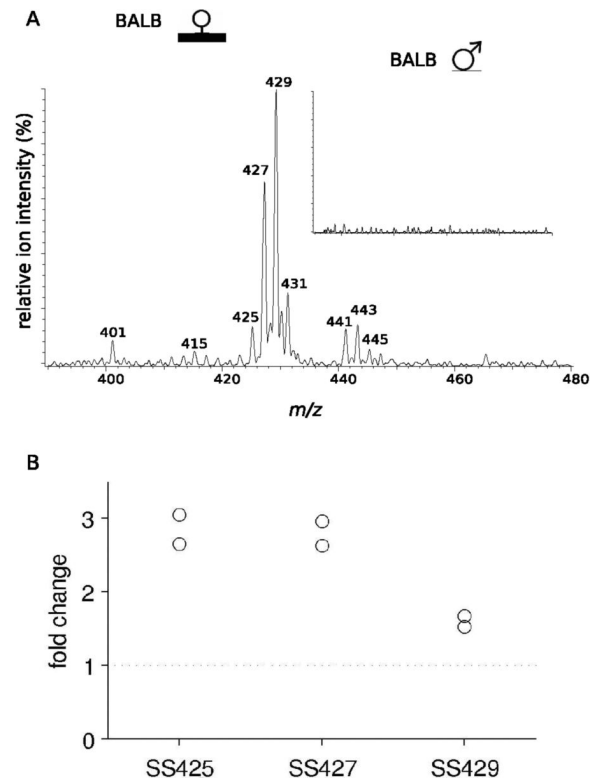 A
BALB
BALB
relative ion intensity (%)
429
427
431
425
401
415
441
443
445
400
420
440
460
480
m/z
B
fold change
3
2
1
0
SS425
SS427
SS429